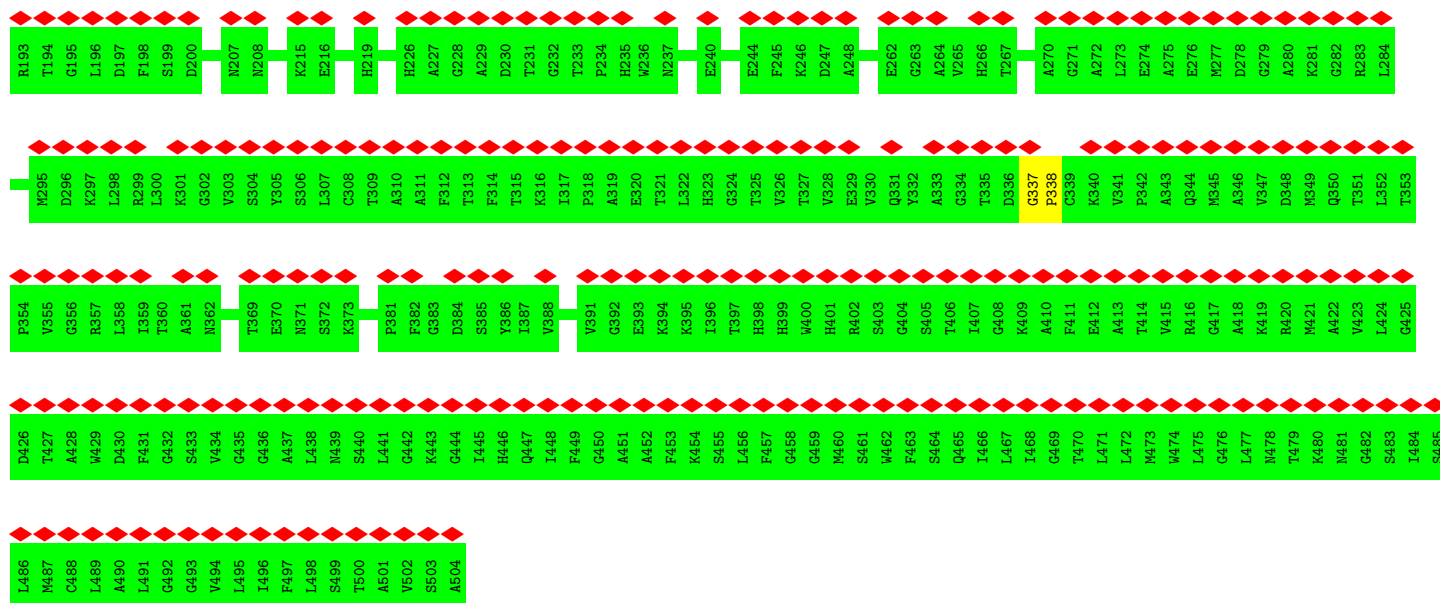 R193 T194 G195 L196 D197 F198 S199 D200 N207 N208 K215 E216 H219 H226 A227 G228 A229 D230 T231 G232 T233 P234 H235 W236 N237 E240 E244 F245 K246 D247 A248 E262 G263 A264 V265 H266 T267 A270 G271 A272 L273 E274 A275 E276 M277 D278 G279 A280 K281 G282 R283 L284
M295 D296 K297 L298 R299 L300 K301 G302 V303 S304 Y305 S306 L307 C308 T309 A310 A311 F312 T313 F314 T315 K316 I317 P318 A319 E320 T321 L322 H323 G324 T325 V326 T327 V328 E329 V330 Q331 Y332 A333 G334 T335 D336 G337 P338 C339 K340 V341 P342 A343 Q344 M345 A346 V347 D348 M349 Q350 T351 L352 T353
P354 V355 G356 R357 L358 I359 T360 A361 N362 T369 E370 N371 S372 K373 P381 F382 G383 D384 S385 Y386 I387 V388 V391 G392 E393 K394 K395 I396 T397 H398 H399 W400 H401 R402 S403 G404 S405 T406 I407 G408 K409 A410 F411 E412 A413 T414 V415 R416 G417 A418 K419 R420 M421 A422 V423 L424 G425
D426 T427 A428 W429 D430 F431 G432 S433 V434 G435 G436 A437 L438 N439 S440 L441 G442 K443 G444 I445 H446 Q447 I448 F449 G450 A451 A452 F453 K454 S455 L456 F457 G458 G459 M460 S461 W462 F463 S464 Q465 I466 L467 I468 G469 T470 L471 L472 M473 W474 L475 G476 L477 N478 T479 K480 N481 G482 S483 I484 S485
L486 M487 C488 L489 A490 L491 G492 G493 V494 L495 I496 F497 L498 S499 T500 A501 V502 S503 A504